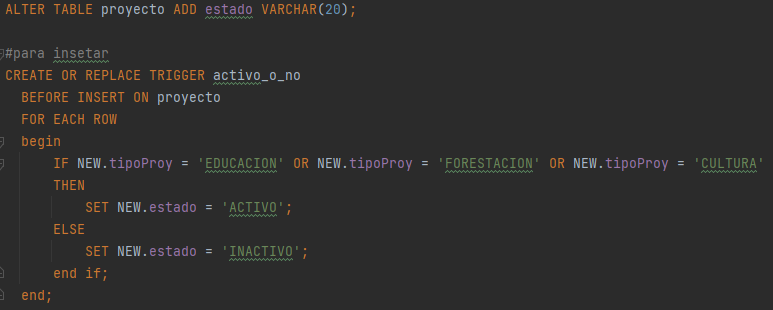 ALTER TABLE proyecto ADD estado VARCHAR(20);
#para insetar
CREATE OR REPLACE TRIGGER activo_o_no
BEFORE INSERT ON proyecto
FOR EACH ROW
begin
IF NEW.tipoProy = 'EDUCACION' OR NEW.tipoProy = 'FORESTACION' OR NEW.tipoProy = 'CULTURA'
THEN
SET NEW.estado = 'ACTIVO';
ELSE
SET NEW.estado = 'INACTIVO';
end if;
end;